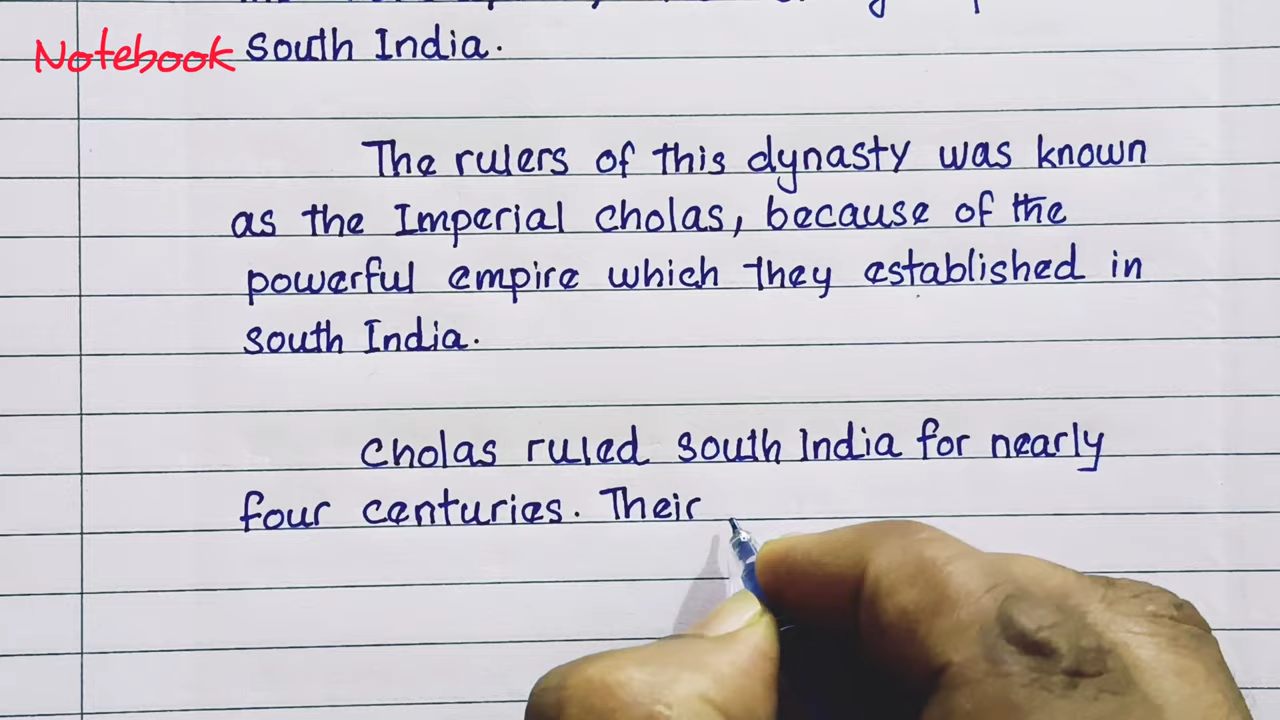 Notebook
south India.
The rulers of this dynasty was known
as the Imperial cholas, because of the
powerful empire which they established in
south India.
cholas ruled south India for nearly
four centuries. Their